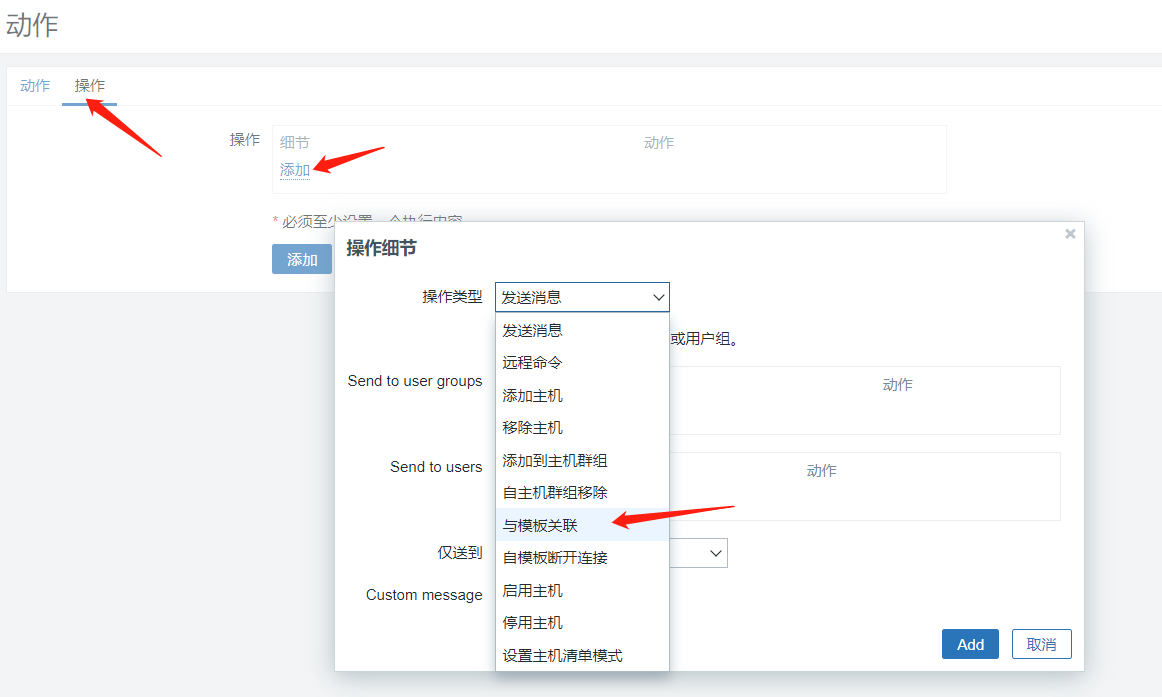 动作
动作 操作
操作 细节 动作
添加
* 必须至少设置一个执行内容
添加
操作细节
×
操作类型 发送消息
发送消息
或用户组。
远程命令
Send to user groups 动作
添加主机
移除主机
添加到主机群组
Send to users 动作
自主机群组移除
与模板关联
仅送到
自模板断开连接
启用主机
Custom message
停用主机
设置主机清单模式
Add 取消